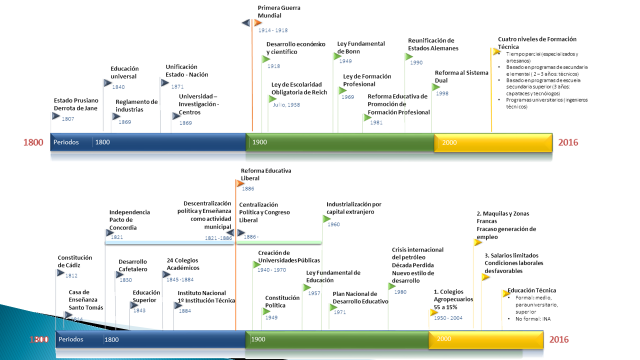 Primera Guerra
Mundial
1914 - 1918
Desarrollo económico
y científico
1918
Ley Fundamental
de Bonn
1949
Reunificación de
Estados Alemanes
1990
Cuatro niveles de Formación
Técnica
• Tiempo parcial (especializados y
artesanos)
• Basado en programas de secundaria
elemental ( 2 – 3 años: técnicos)
• Basado en programas de escuela
secundaria superior (3 años:
capataces y tecnólogos)
• Programas universitarios (ingenieros
técnicos)
Educación
universal
1840
Unificación
Estado - Nación
1871
Ley de Escolaridad
Obligatoria de Reich
Julio, 1938
Ley de Formación
Profesional
1969
Reforma al Sistema
Dual
1998
Estado Prusiano
Derrota de Jane
1807
Reglamento de
Industrias
1869
Universidad –
Investigación -
Centros
1869
Reforma Educativa de
Promoción de
Formación Profesional
1981
1800
Períodos
1800
1900
2000
2016
Reforma Educativa
Liberal
1886
Independencia
Pacto de
Concordia
1821
Descentralización
política y Enseñanza
como actividad
municipal
1821-1886
Centralización
Política y Congreso
Liberal
1886 -
Industrialización por
capital extranjero
1960
2. Maquilas y Zonas
Francas
Fracaso generación de
empleo
Constitución
de Cádiz
1812
Desarrollo
Cafetalero
1850
24 Colegios
Académicos
1845-1884
Creación de
Universidades Públicas
1940 - 1970
Crisis internacional
del petróleo
Década Perdida
Nuevo estilo de
desarrollo
1980
3. Salarios limitados
Condiciones laborales
desfavorables
Casa de
Enseñanza
Santo Tomás
Educación
Superior
1843
Instituto Nacional
1º Institución Técnica
1884
Constitución
Política
1949
Ley Fundamental de
Educación
1957
Plan Nacional de
Desarrollo Educativo
1971
1. Colegios
Agropecuarios
55 a 15%
1950 - 2004
Educación Técnica
• Formal: medio,
parauniversitario,
superior
• No formal: INA
Períodos
1800
1900
2000
2016